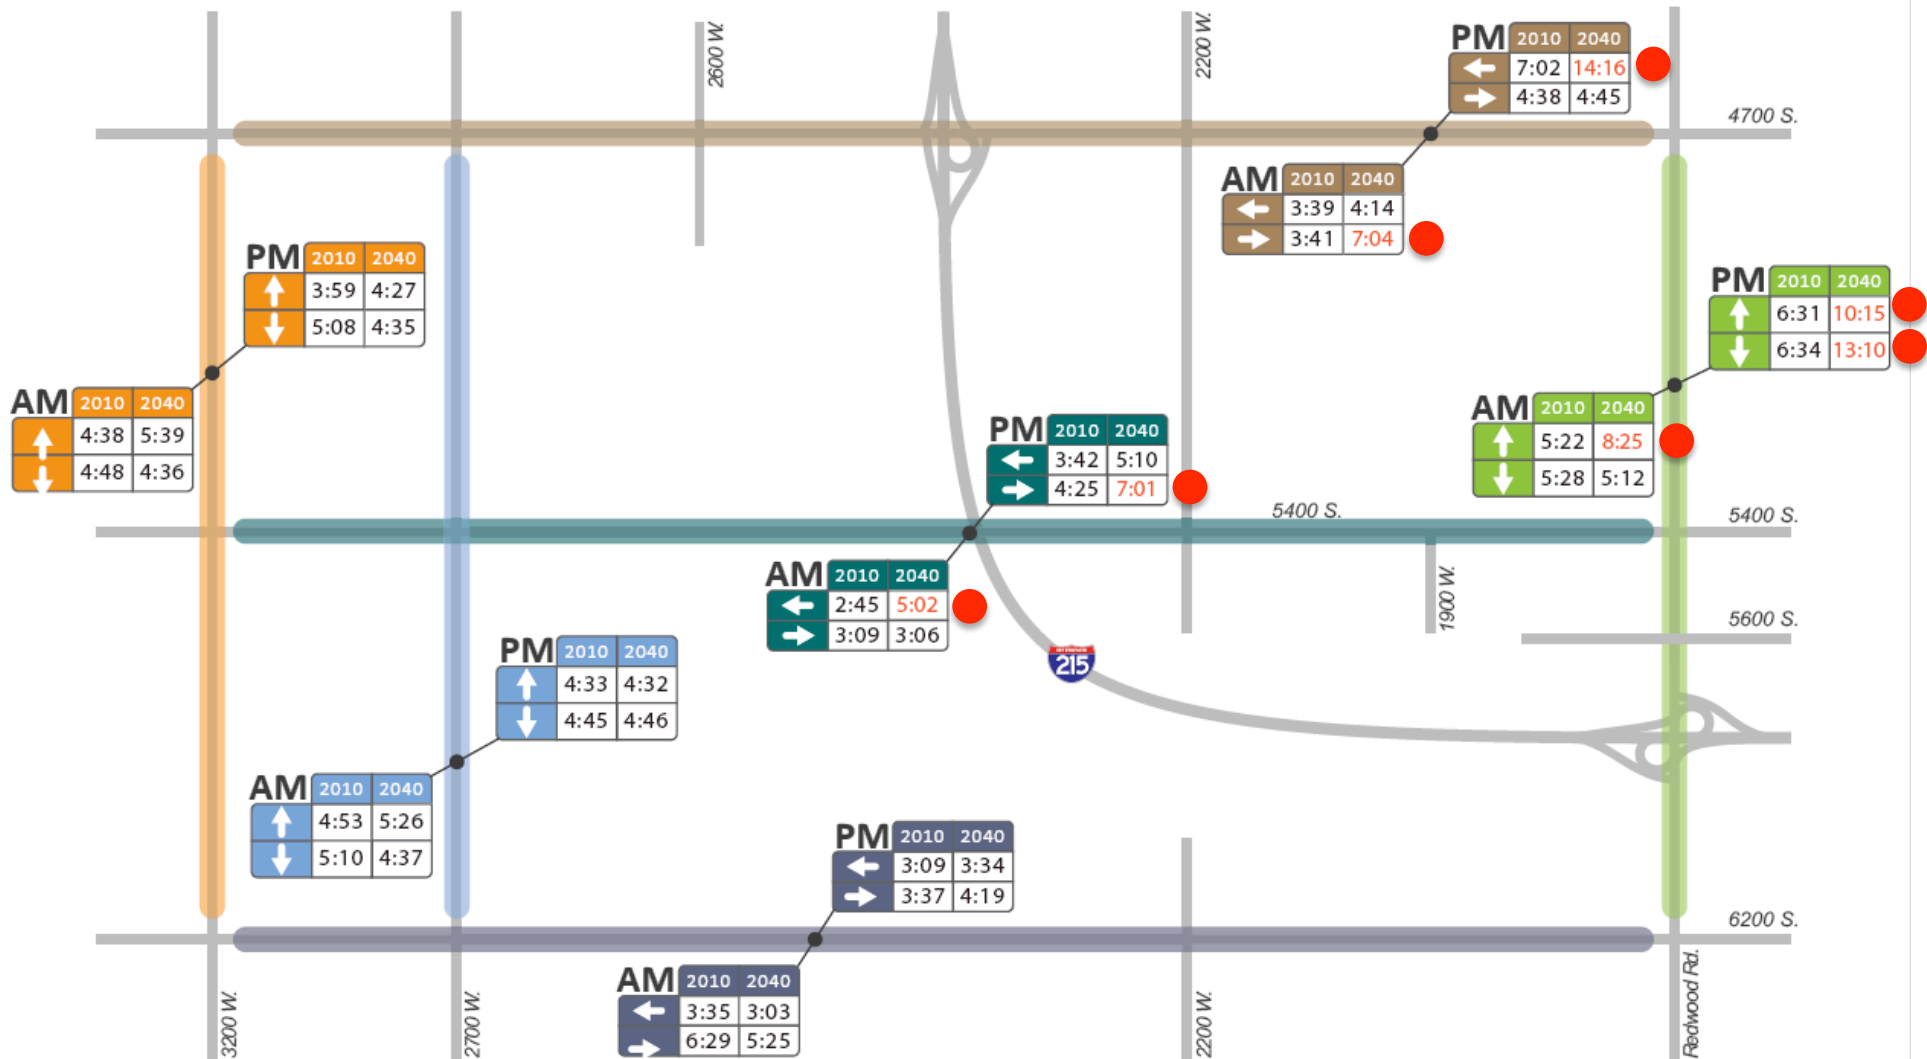 2600 W.
2200 W.
PM 2010 2040
7:02 14:16
4:38 4:45
4700 S.
AM 2010 2040
3:39 4:14
3:41 7:04
PM 2010 2040
3:59 4:27
5:08 4:35
PM 2010 2040
6:31 10:15
6:34 13:10
AM 2010 2040
4:38 5:39
4:48 4:36
AM 2010 2040
5:22 8:25
5:28 5:12
PM 2010 2040
3:42 5:10
4:25 7:01
5400 S.
5400 S.
AM 2010 2040
2:45 5:02
3:09 3:06
1900 W.
5600 S.
INTERSTATE
215
PM 2010 2040
4:33 4:32
4:45 4:46
AM 2010 2040
4:53 5:26
5:10 4:37
PM 2010 2040
3:09 3:34
3:37 4:19
6200 S.
AM 2010 2040
3:35 3:03
6:29 5:25
3200 W.
2700 W.
2200 W.
Redwood Rd.